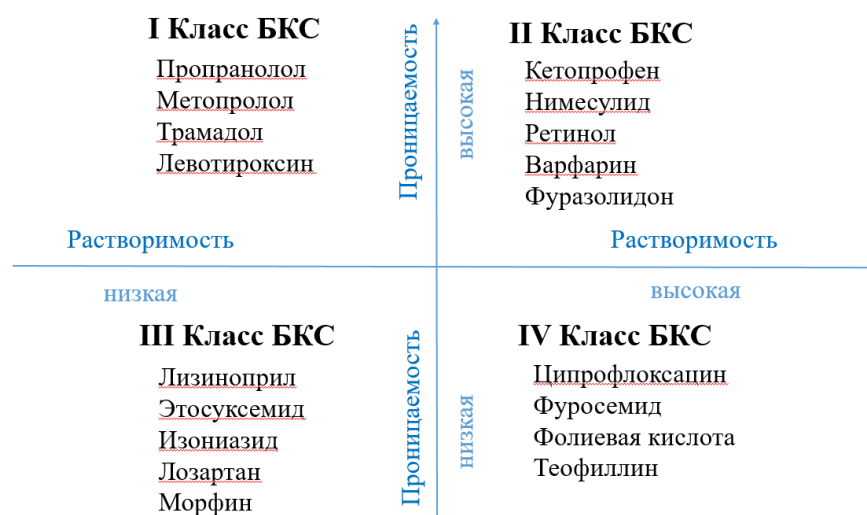 I Класс БКС
Пропранолол
Метопролол
Трамадол
Левотироксин
Проницаемость
высокая
II Класс БКС
Кетопрофен
Нимесулид
Ретинол
Варфарин
Фуразолидон
Растворимость
Растворимость
низкая
высокая
III Класс БКС
Лизиноприл
Этосуксемид
Изониазид
Лозартан
Морфин
Проницаемость
низкая
IV Класс БКС
Ципрофлоксацин
Фуросемид
Фолиевая кислота
Теофиллин